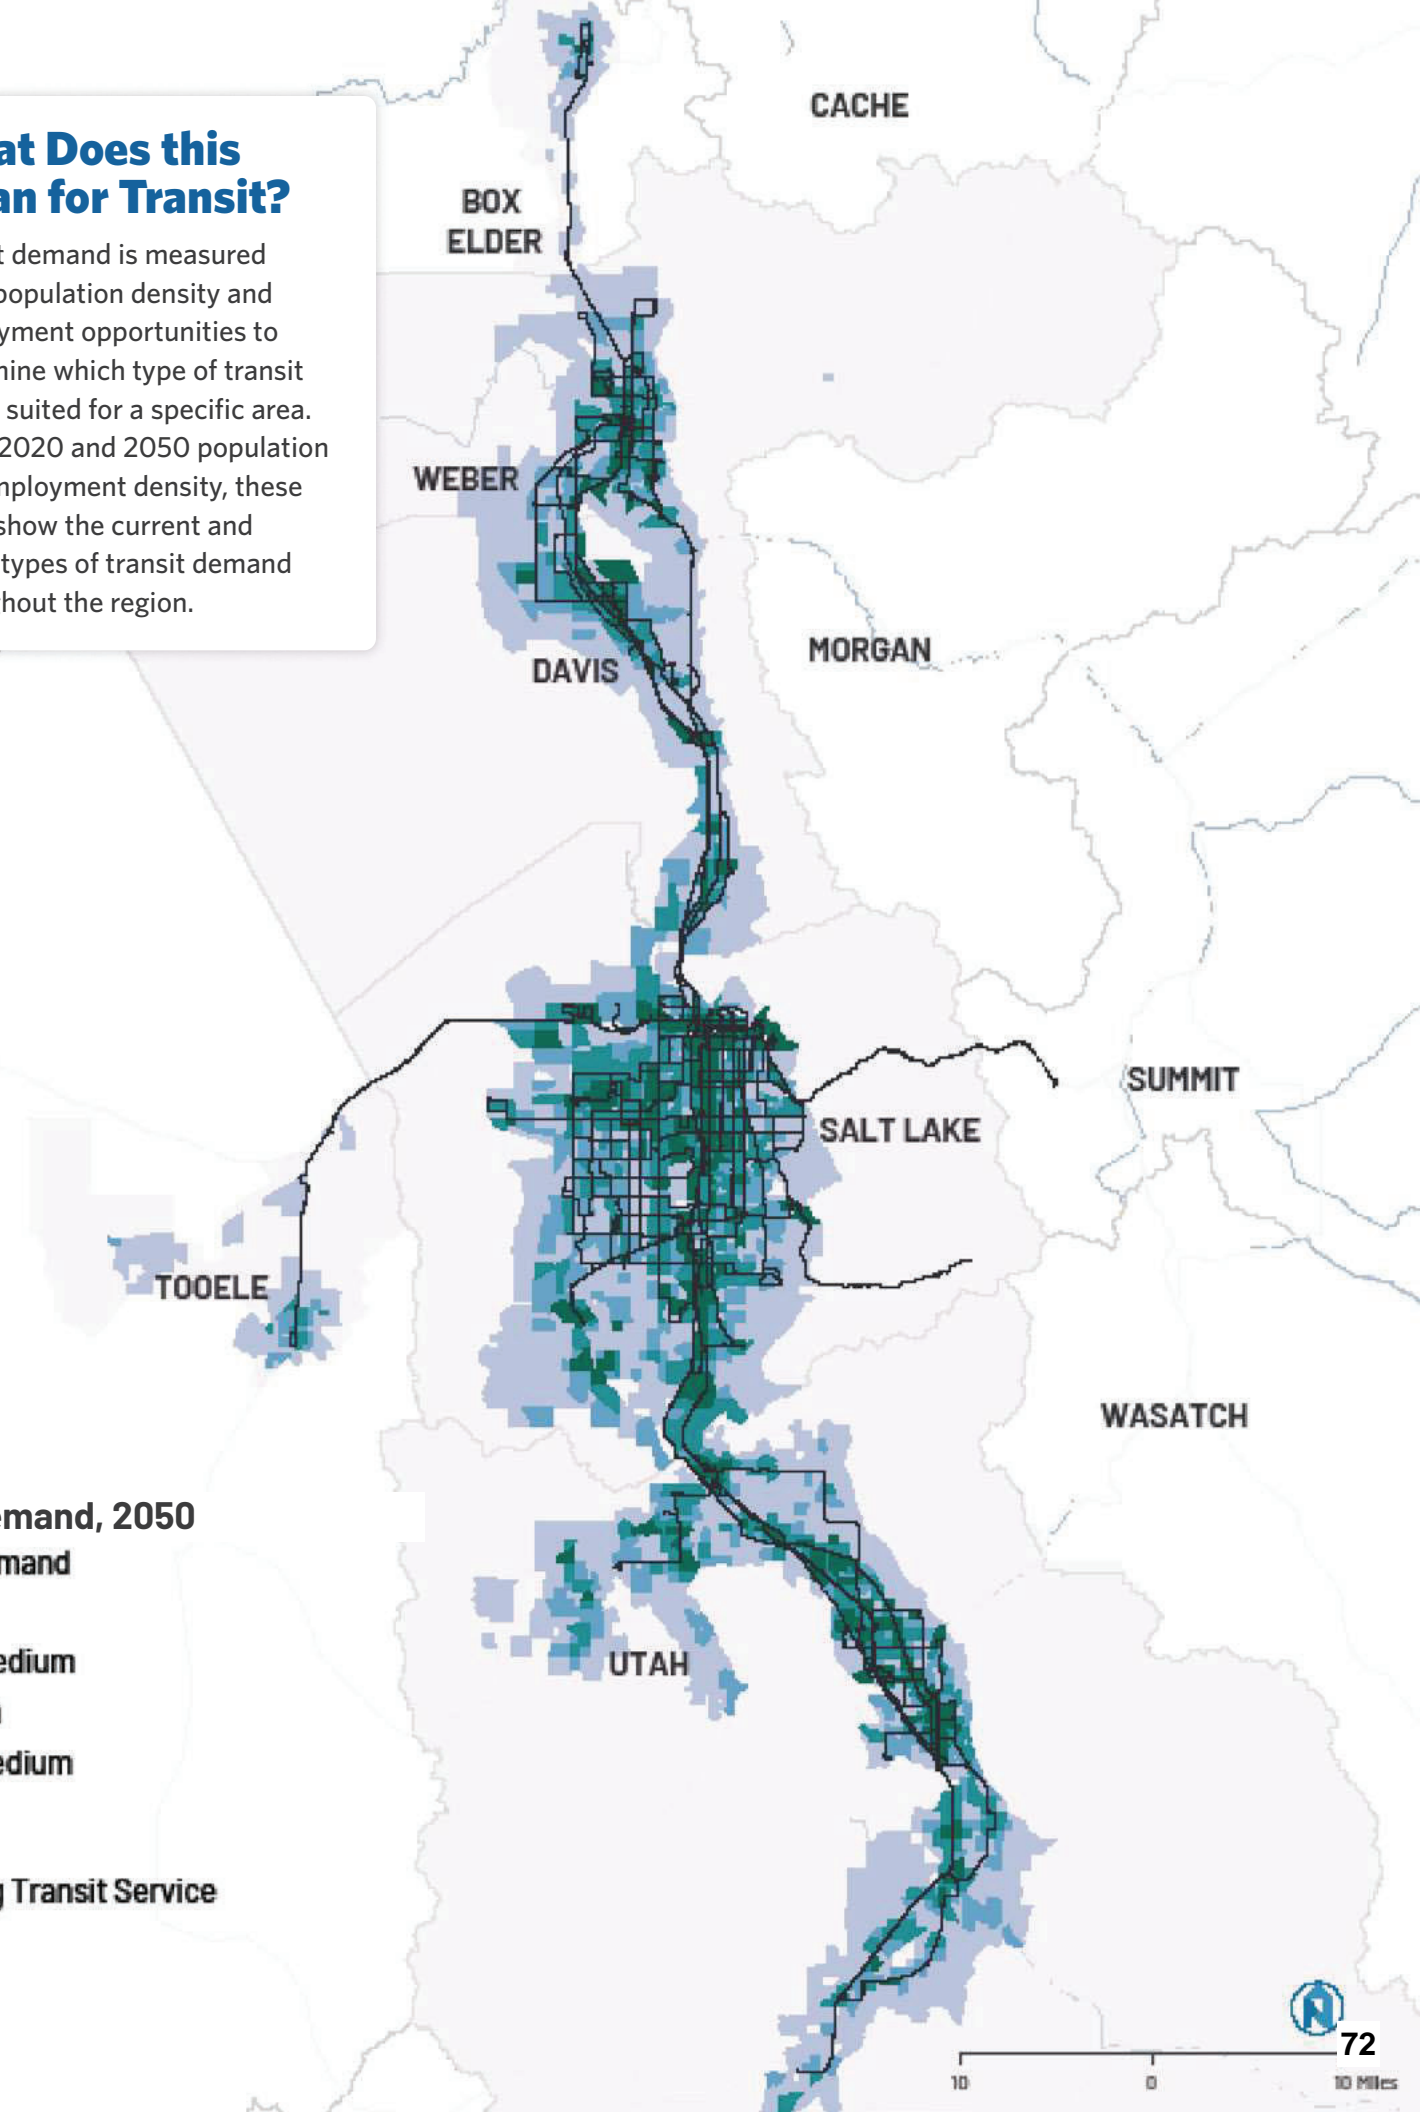 at Does this
an for Transit?
t demand is measured
population density and
yment opportunities to
nine which type of transit
suited for a specific area.
2020 and 2050 population
nployment density, these
show the current and
types of transit demand
hout the region.
CACHE
BOX
ELDER
WEBER
DAVIS
MORGAN
SUMMIT
SALT LAKE
TOOELE
WASATCH
UTAH
emand, 2050
mand
edium
edium
g Transit Service
72
10 0 10 Miles